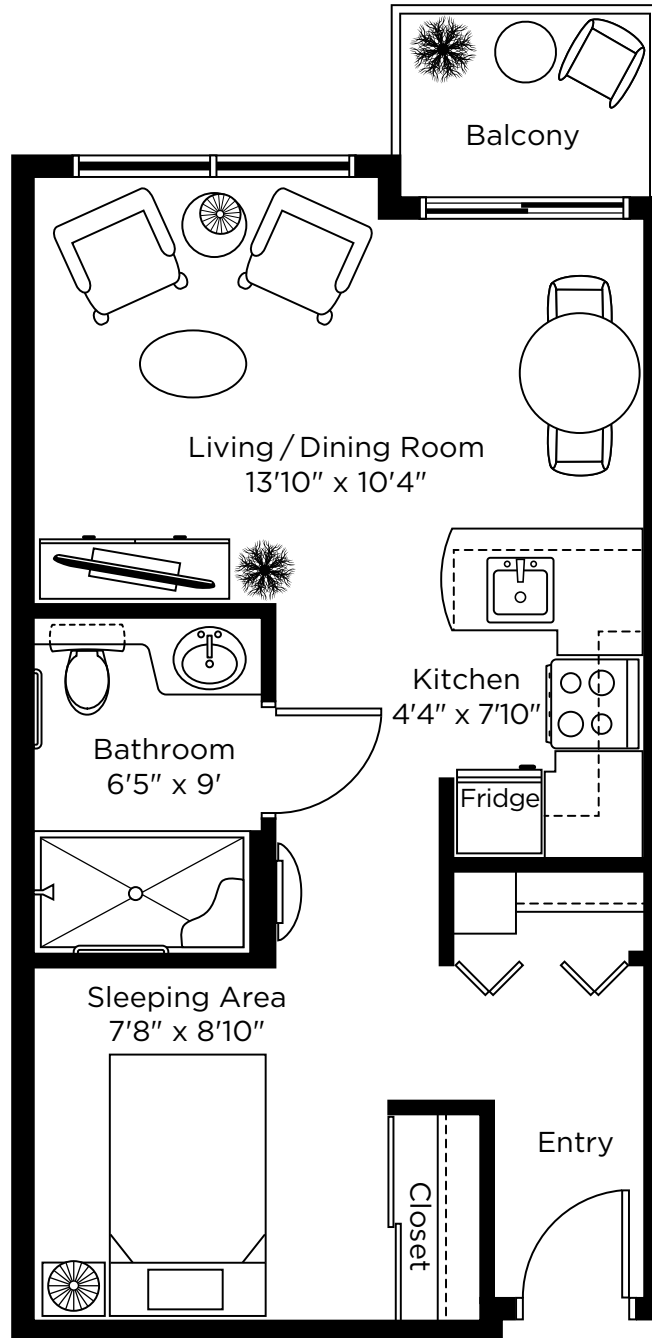 Balcony
Living / Dining Room
13'10" x 10'4"
Kitchen
4'4" x 7'10"
Bathroom
6'5" x 9'
Fridge
Sleeping Area
7'8" x 8'10"
Entry
Closet